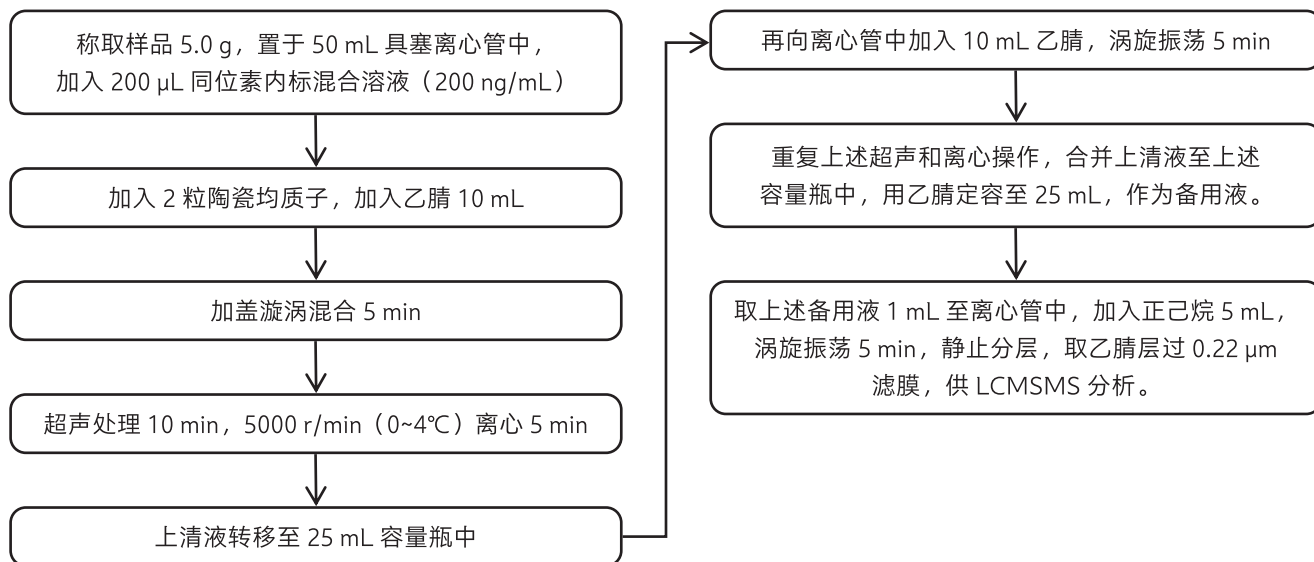 称取样品 5.0 g，置于 50 mL 具塞离心管中，
加入 200 μL 同位素内标混合溶液（200 ng/mL）
加入 2 粒陶瓷均质子，加入乙腈 10 mL
加盖漩涡混合 5 min
超声处理 10 min，5000 r/min（0~4℃）离心 5 min
上清液转移至 25 mL 容量瓶中
再向离心管中加入 10 mL 乙腈，涡旋振荡 5 min
重复上述超声和离心操作，合并上清液至上述
容量瓶中，用乙腈定容至 25 mL，作为备用液。
取上述备用液 1 mL 至离心管中，加入正己烷 5 mL，
涡旋振荡 5 min，静止分层，取乙腈层过 0.22 μm
滤膜，供 LCMSMS 分析。